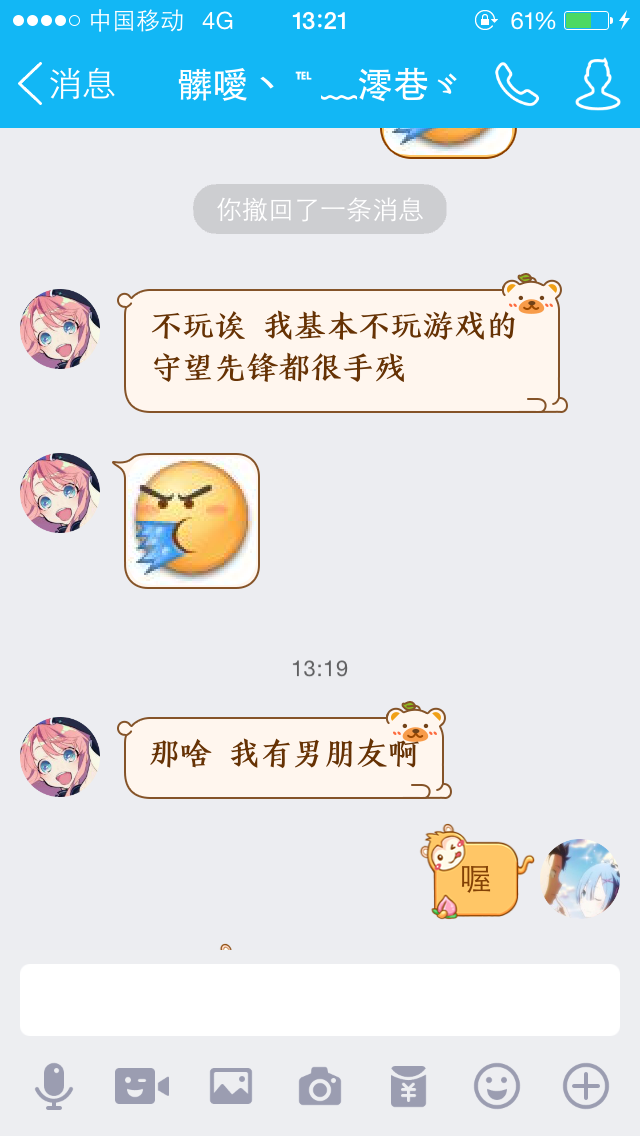 中国移动 4G 13:21 61%
消息 髒噯丶℡﹏澪巷ヾ
你撤回了一条消息
不玩诶 我基本不玩游戏的
守望先锋都很手残
13:19
那啥 我有男朋友啊
喔